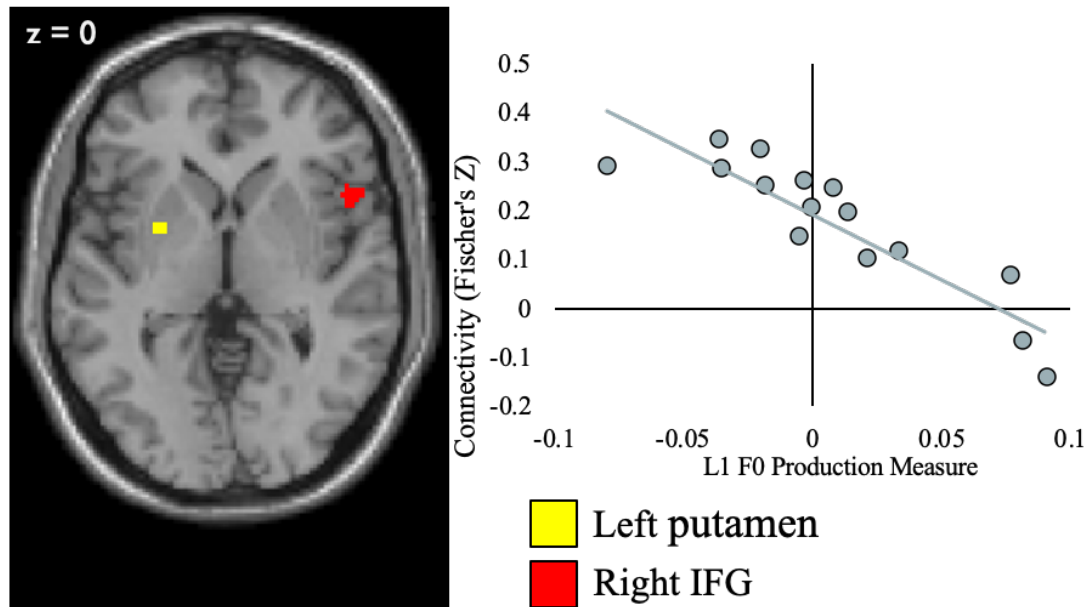 z = 0
Connectivity (Fischer's Z)
0.5
0.4
0.3
0.2
0.1
0
-0.1
-0.2
-0.1
-0.05
0
0.05
0.1
L1 F0 Production Measure
Left putamen
Right IFG